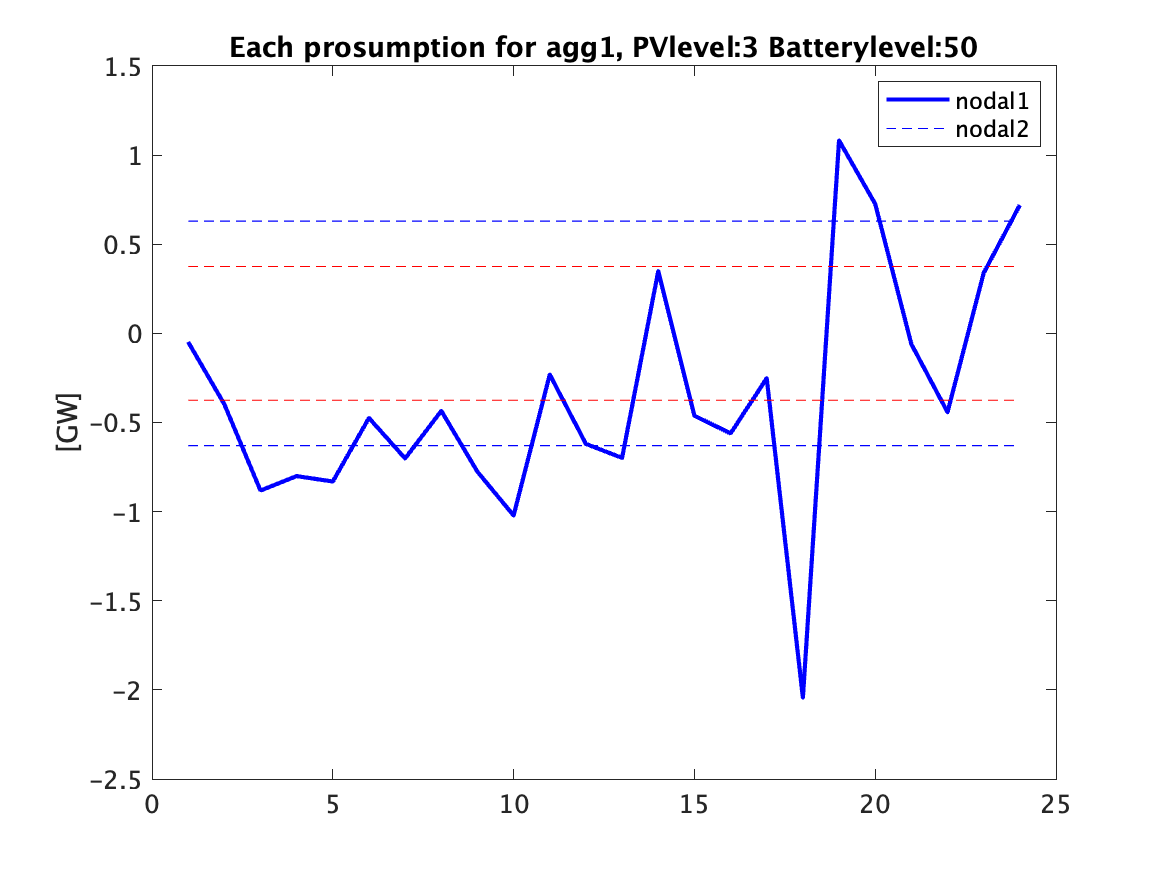 Each prosumption for agg1, PVlevel:3 Batterylevel:50
nodal1
nodal2
1.5
1
0.5
0
−0.5
−1
−1.5
−2
−2.5
[GW]
0 5 10 15 20 25